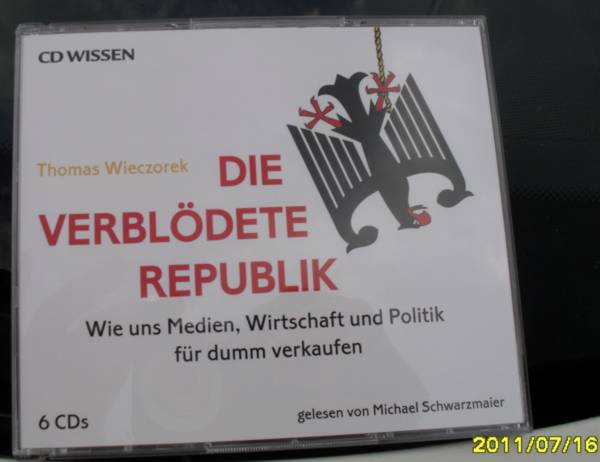 CD WISSEN
Thomas Wieczorek
DIE
VERBLÖDETE
REPUBLIK
Wie uns Medien, Wirtschaft und Politik
für dumm verkaufen
6 CDs
gelesen von Michael Schwarzmaier
2011/07/16